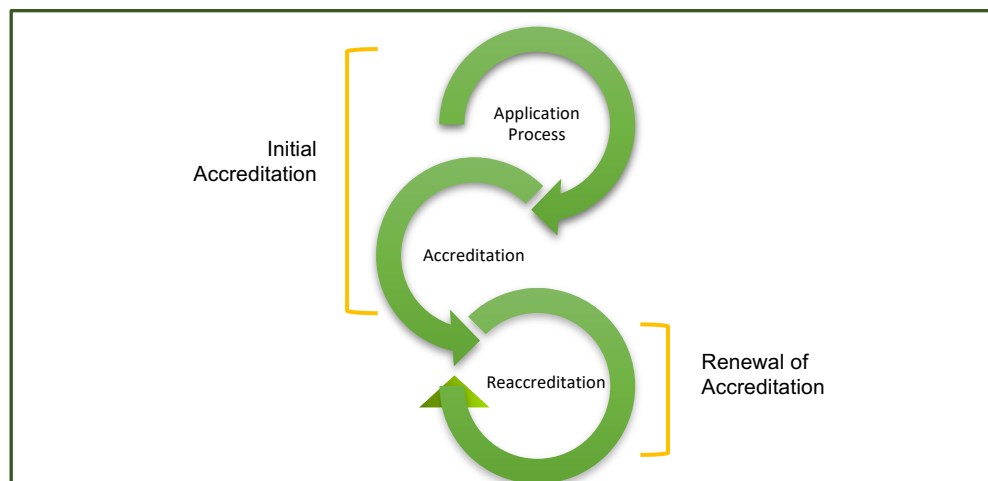 Application
Process
Initial
Accreditation
Accreditation
Reaccreditation
Renewal of
Accreditation